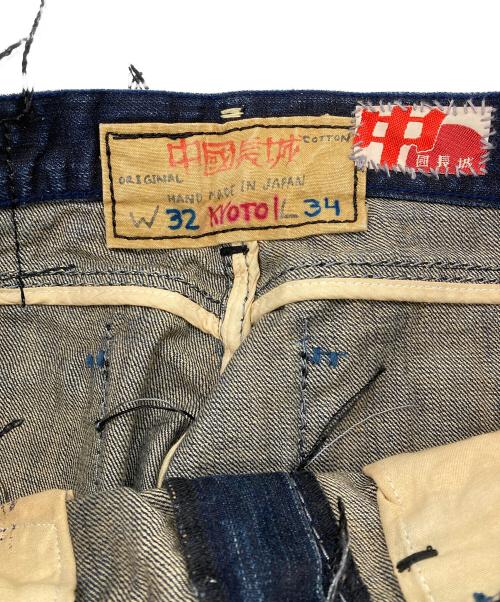 中國長城
COTTON
ORIGINAL
HAND MADE IN JAPAN
W 32 KYOTO L 34
中
國長城